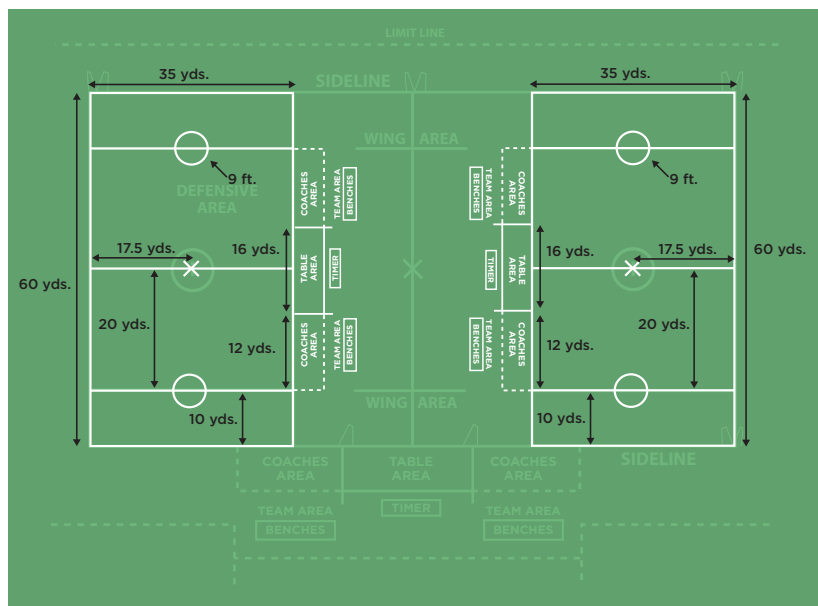 LIMIT LINE
35 yds.
35 yds.
SIDELINE
WING AREA
9 ft.
9 ft.
DEFENSIVE
AREA
COACHES
AREA
TEAM AREA
BENCHES
BENCHES
TEAM AREA
COACHES
AREA
17.5 yds.
16 yds.
TABLE
AREA
TIMER
TIMER
TABLE
AREA
16 yds.
17.5 yds.
60 yds.
60 yds.
20 yds.
20 yds.
12 yds.
COACHES
AREA
TEAM AREA
BENCHES
BENCHES
TEAM AREA
COACHES
AREA
12 yds.
WING AREA
10 yds.
10 yds.
COACHES
AREA
TABLE
AREA
COACHES
AREA
SIDELINE
TIMER
TEAM AREA
BENCHES
TEAM AREA
BENCHES